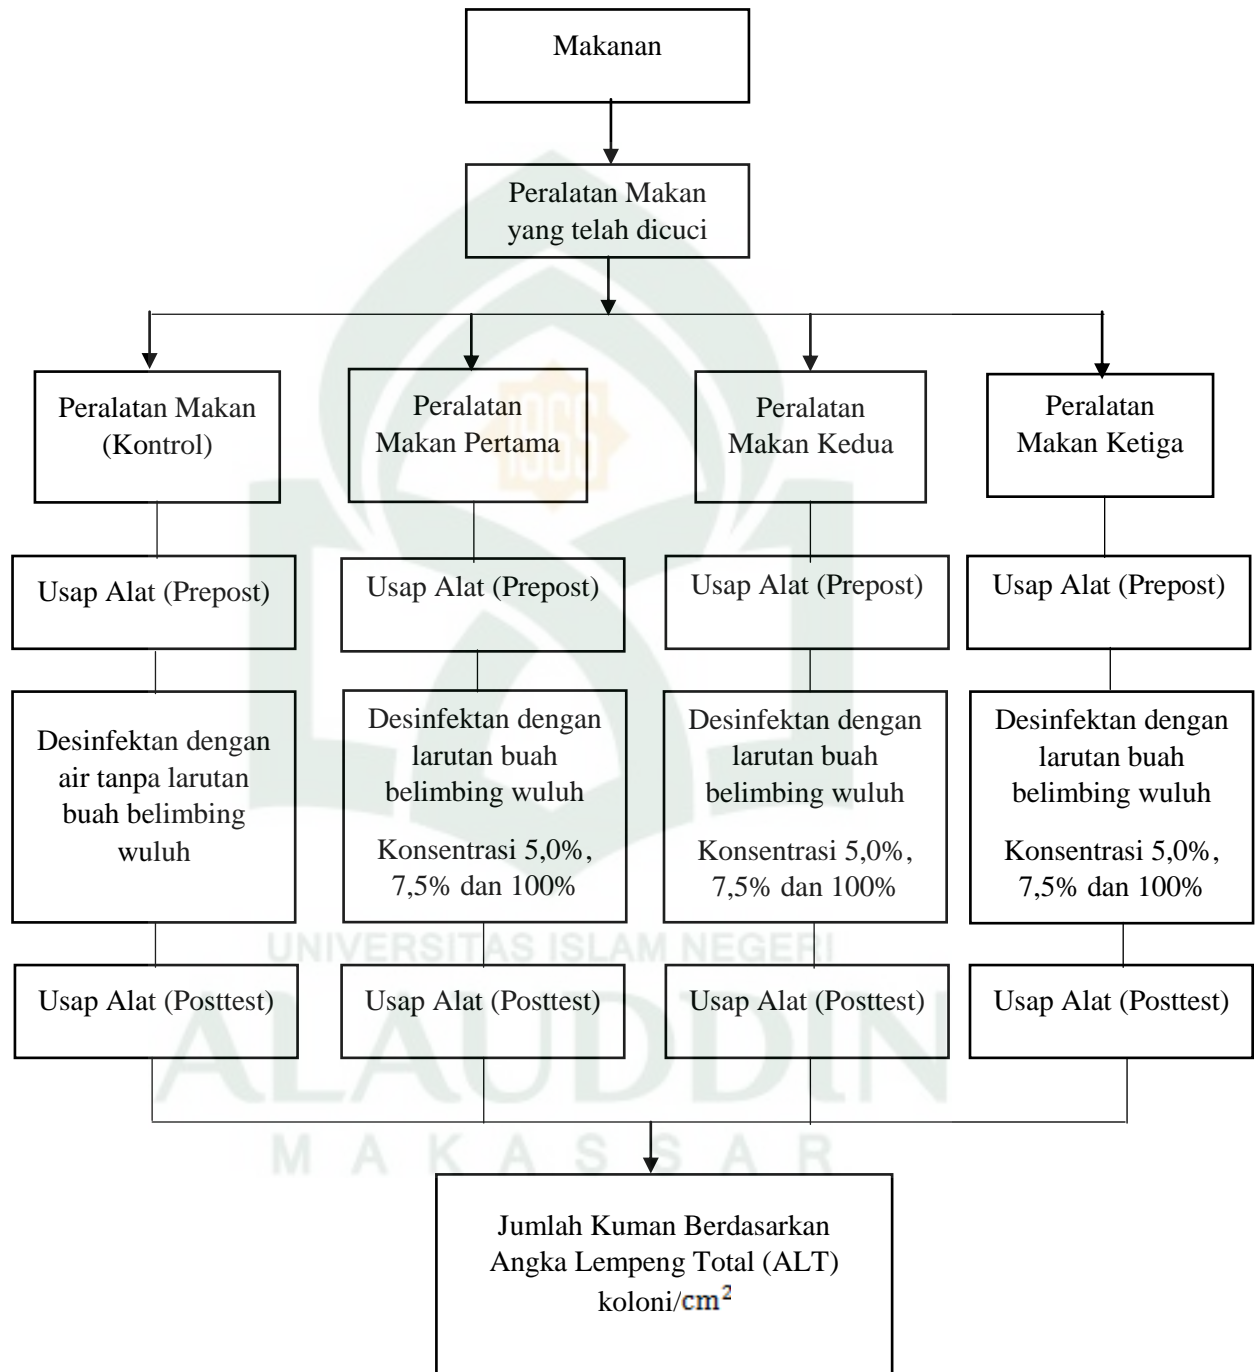 Makanan
Peralatan Makan
yang telah dicuci
Peralatan Makan
(Kontrol)
Peralatan
Makan Pertama
Peralatan
Makan Kedua
Peralatan
Makan Ketiga
Usap Alat (Prepost)
Usap Alat (Prepost)
Usap Alat (Prepost)
Usap Alat (Prepost)
Desinfektan dengan
air tanpa larutan
buah belimbing
wuluh
Desinfektan dengan
larutan buah
belimbing wuluh
Konsentrasi 5,0%,
7,5% dan 100%
Desinfektan dengan
larutan buah
belimbing wuluh
Konsentrasi 5,0%,
7,5% dan 100%
Desinfektan dengan
larutan buah
belimbing wuluh
Konsentrasi 5,0%,
7,5% dan 100%
UNIVERSITAS ISLAM NEGERI
Usap Alat (Posttest)
Usap Alat (Posttest)
Usap Alat (Posttest)
Usap Alat (Posttest)
ALAUDDIN
MAKASSAR
Jumlah Kuman Berdasarkan
Angka Lempeng Total (ALT)
koloni/cm²